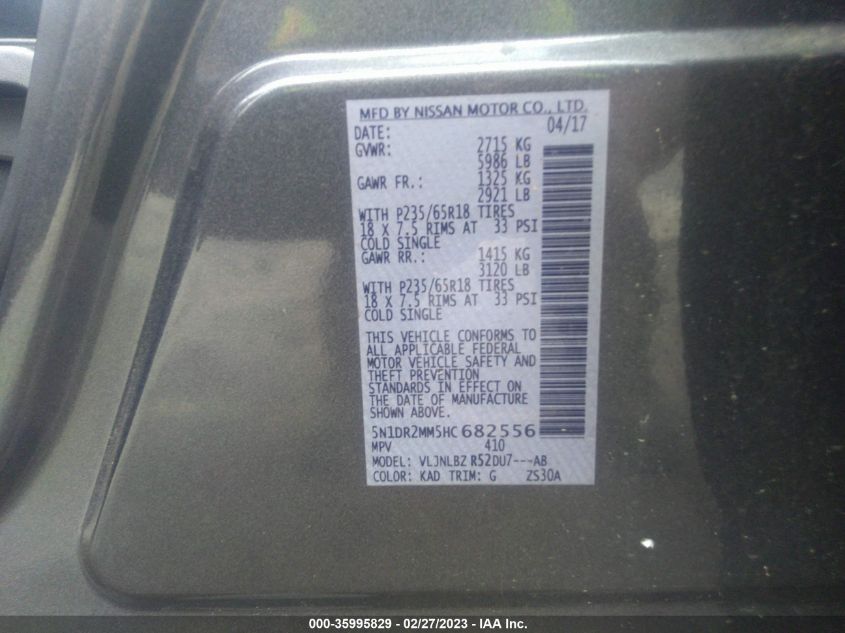 MFD BY NISSAN MOTOR CO., LTD.
DATE: 04/17
GVWR: 2715 KG
5986 LB
GAWR FR.: 1325 KG
2921 LB
WITH P235/65R18 TIRES
18 X 7.5 RIMS AT 33 PSI
COLD SINGLE
GAWR RR.: 1415 KG
3120 LB
WITH P235/65R18 TIRES
18 X 7.5 RIMS AT 33 PSI
COLD SINGLE
THIS VEHICLE CONFORMS TO
ALL APPLICABLE FEDERAL
MOTOR VEHICLE SAFETY AND
THEFT PREVENTION
STANDARDS IN EFFECT ON
THE DATE OF MANUFACTURE
SHOWN ABOVE.
5N1DR2MM5HC682556
MPV 410
MODEL: VLJNLBZ R52DU7---AB
COLOR: KAD TRIM: G ZS30A
000-35995829 - 02/27/2023 - IAA Inc.